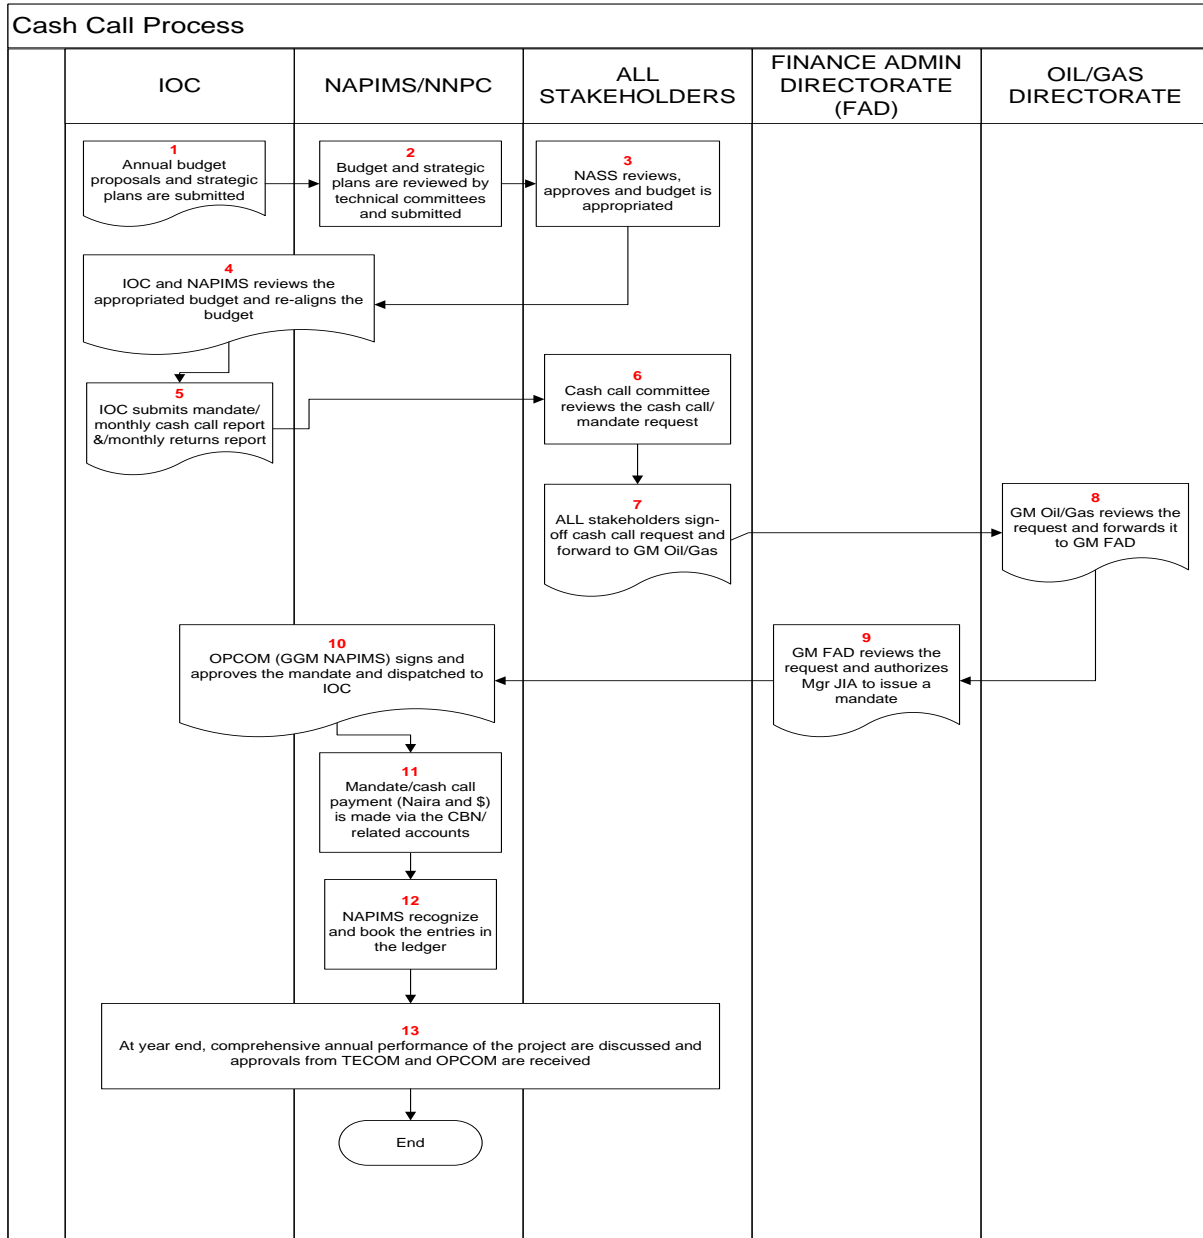 Cash Call Process
IOC
NAPIMS/NNPC
ALL
STAKEHOLDERS
FINANCE ADMIN
DIRECTORATE
(FAD)
OIL/GAS
DIRECTORATE
1
Annual budget
proposals and strategic
plans are submitted
2
Budget and strategic
plans are reviewed by
technical committees
and submitted
3
NASS reviews,
approves and budget is
appropriated
4
IOC and NAPIMS reviews the
appropriated budget and re-aligns the
budget
5
IOC submits mandate/
monthly cash call report
&/monthly returns report
6
Cash call committee
reviews the cash call/
mandate request
7
ALL stakeholders sign-
off cash call request and
forward to GM Oil/Gas
8
GM Oil/Gas reviews the
request and forwards it
to GM FAD
9
GM FAD reviews the
request and authorizes
Mgr JIA to issue a
mandate
10
OPCOM (GGM NAPIMS) signs and
approves the mandate and dispatched to
IOC
11
Mandate/cash call
payment (Naira and $)
is made via the CBN/
related accounts
12
NAPIMS recognize
and book the entries in
the ledger
13
At year end, comprehensive annual performance of the project are discussed and
approvals from TECOM and OPCOM are received
End